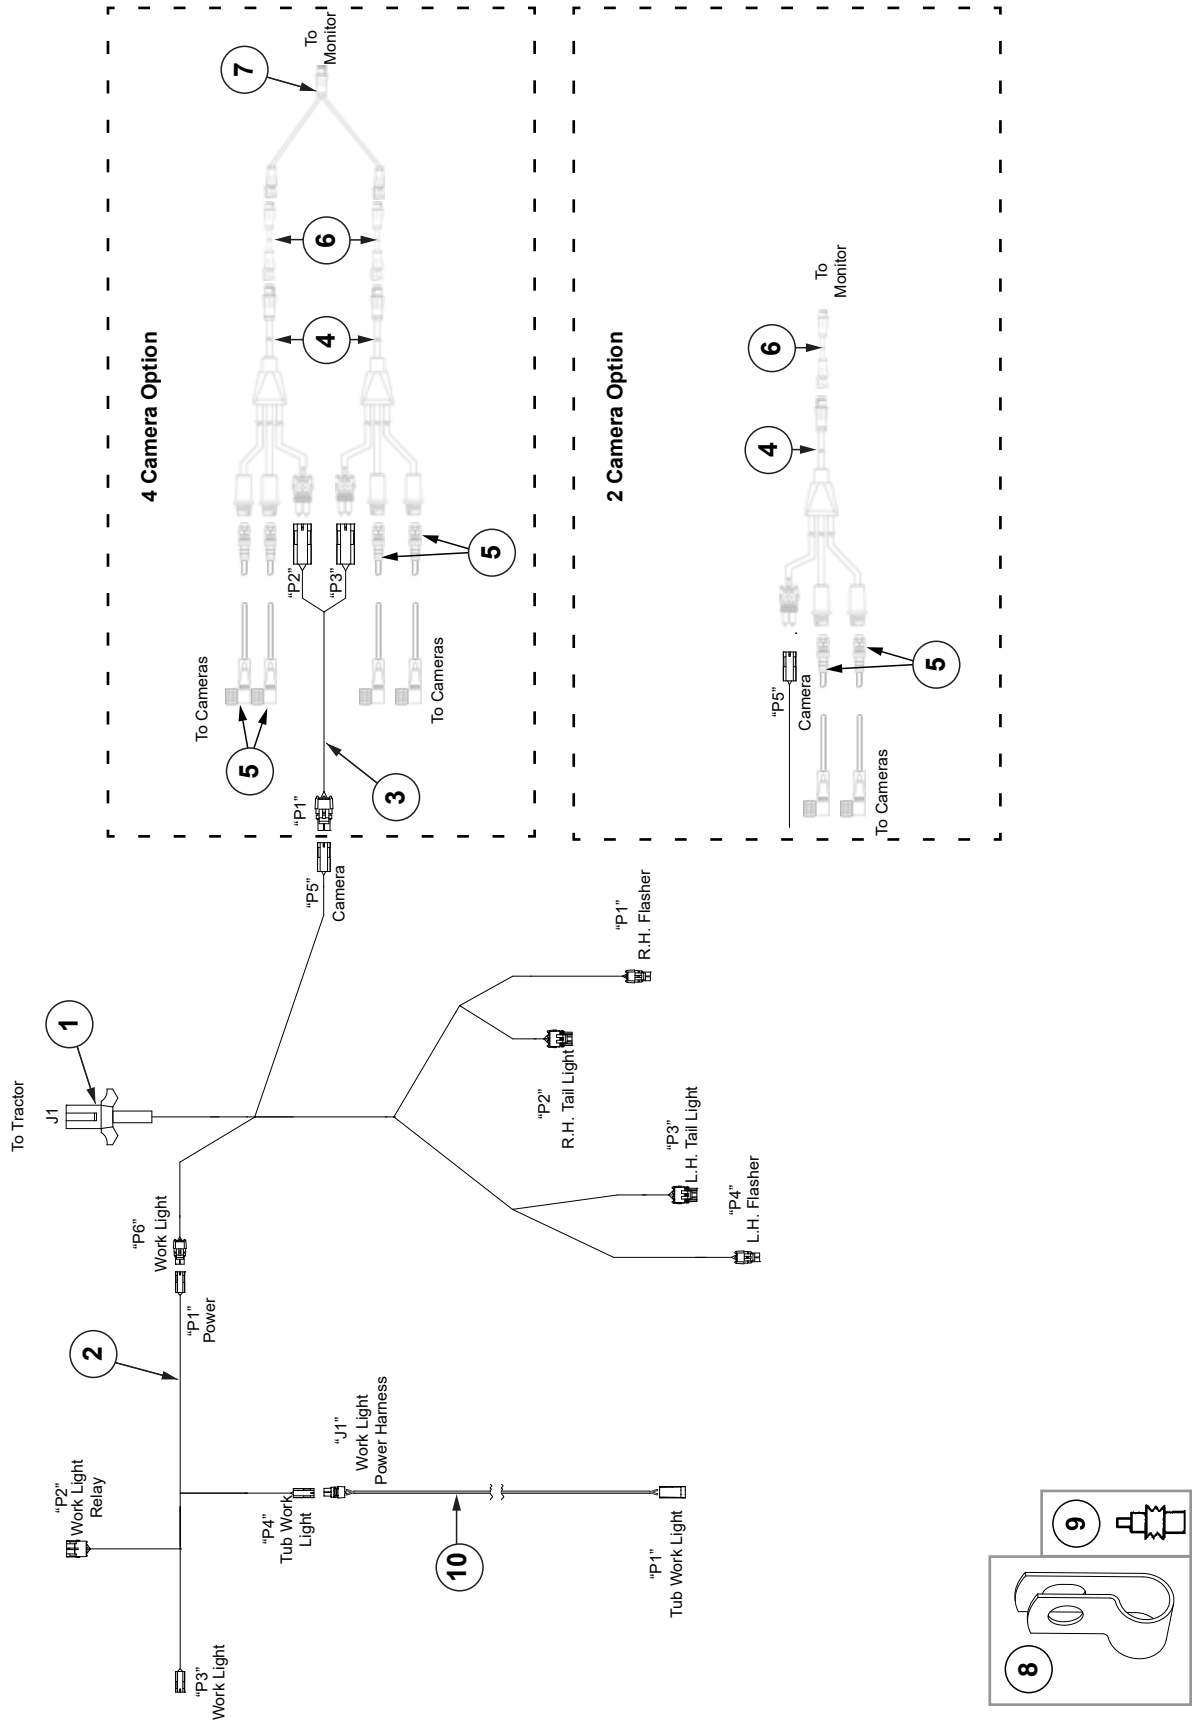 To Tractor
J1
1
"P6"
Work Light
"P1"
Power
2
"P2"
Work Light
Relay
"P3"
Work Light
"P4"
Tub Work
Light
"J1"
Work Light
Power Harness
10
"P1"
Tub Work Light
"P5"
Camera
"P1"
R.H. Flasher
"P2"
R.H. Tail Light
"P3"
L.H. Tail Light
"P4"
L.H. Flasher
4 Camera Option
"P1"
3
To Cameras
5
To Cameras
"P2"
"P3"
5
4
6
7
To
Monitor
2 Camera Option
"P5"
Camera
To Cameras
5
4
6
To
Monitor
8
9